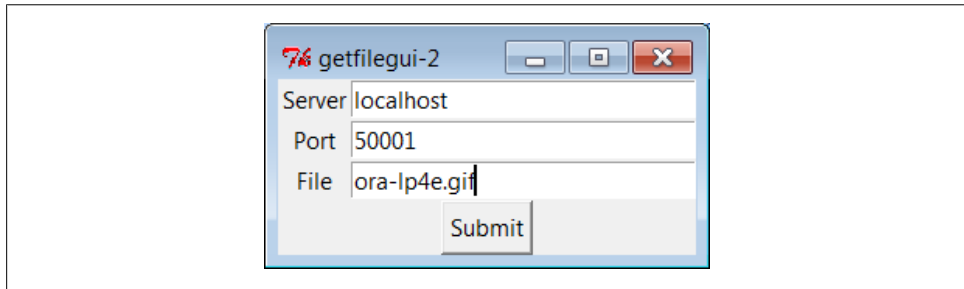 getfilegui-2
Server localhost
Port 50001
File ora-lp4e.gif
Submit